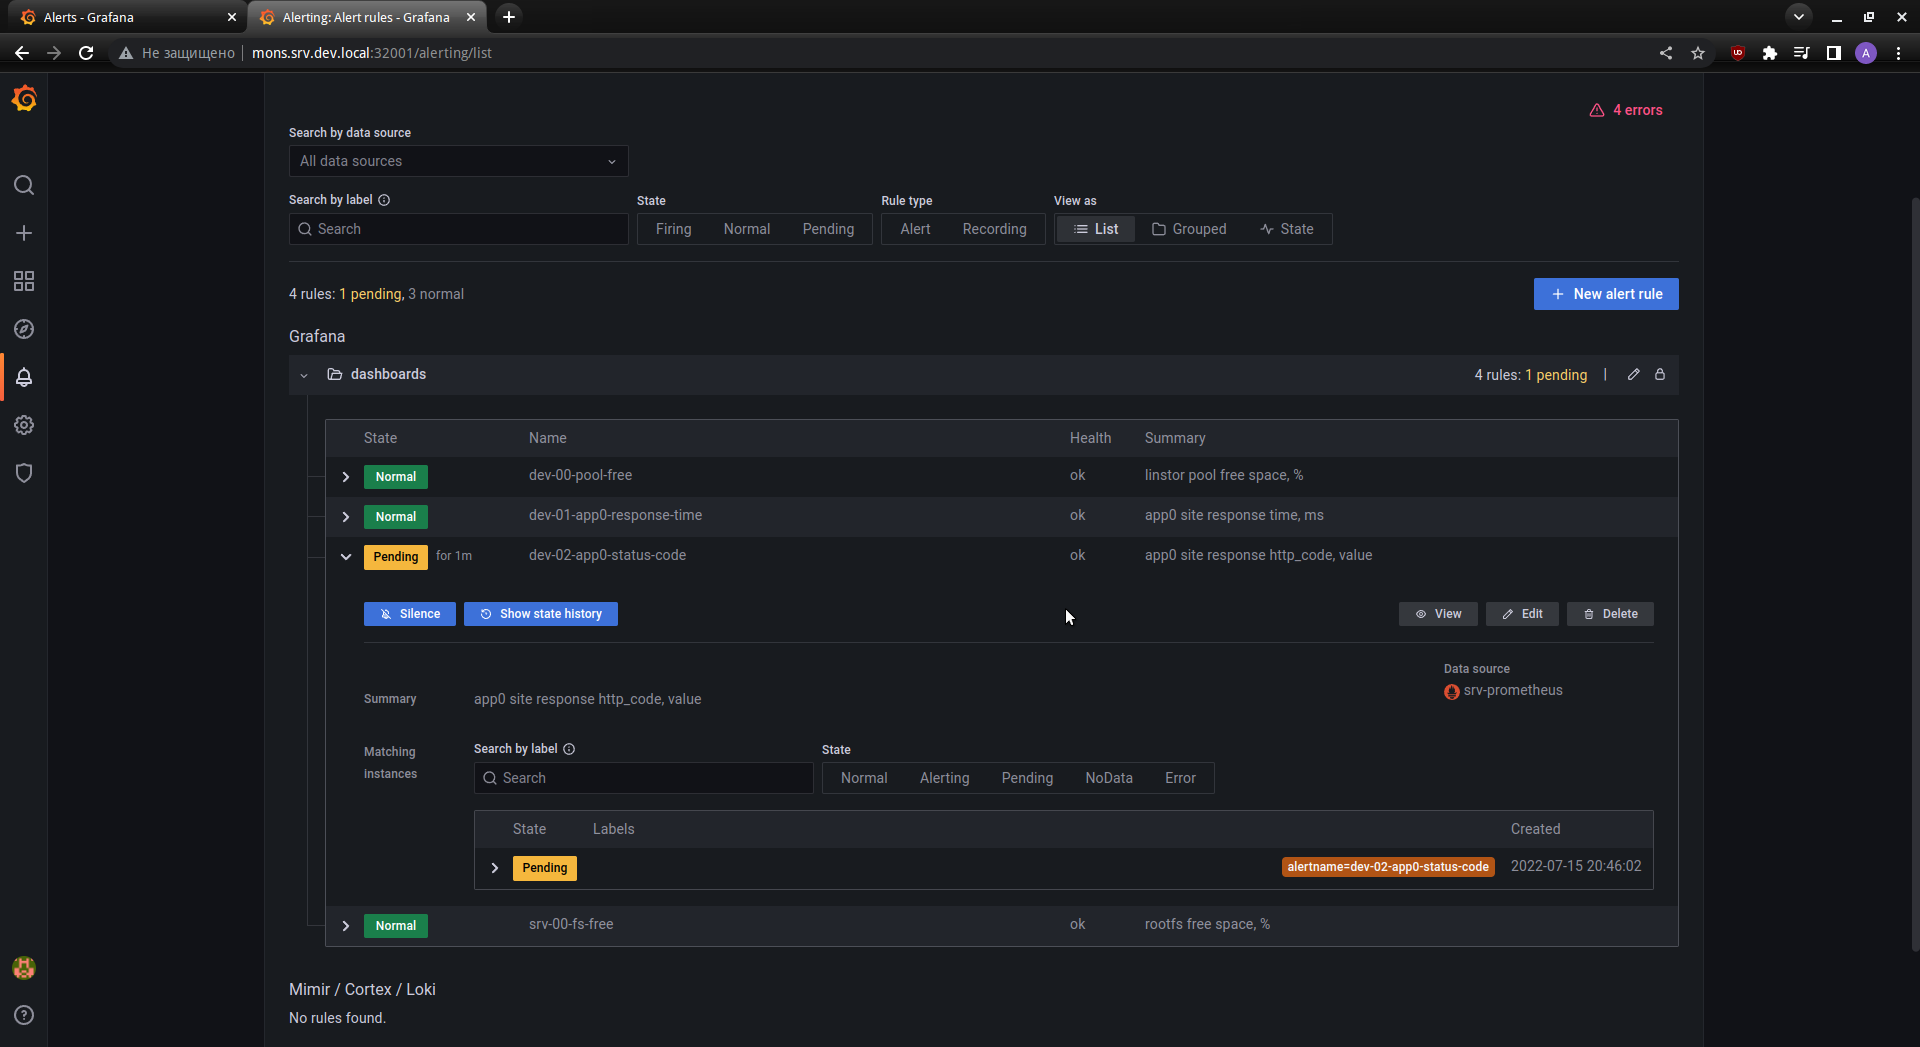 Alerts - Grafana
Alerting: Alert rules - Grafana
Не защищено
mons.srv.dev.local:32001/alerting/list
A
4 errors
Search by data source
All data sources
Search by label State Rule type View as
Search Firing Normal Pending Alert Recording List Grouped State
4 rules: 1 pending, 3 normal
New alert rule
Grafana
dashboards
4 rules: 1 pending |
State Name Health Summary
Normal dev-00-pool-free ok linstor pool free space, %
Normal dev-01-app0-response-time ok app0 site response time, ms
Pending for 1m dev-02-app0-status-code ok app0 site response http_code, value
Silence Show state history View Edit Delete
Data source
srv-prometheus
Summary app0 site response http_code, value
Matching
instances
Search by label State
Search Normal Alerting Pending NoData Error
State Labels Created
Pending alertname=dev-02-app0-status-code 2022-07-15 20:46:02
Normal srv-00-fs-free ok rootfs free space, %
Mimir / Cortex / Loki
No rules found.